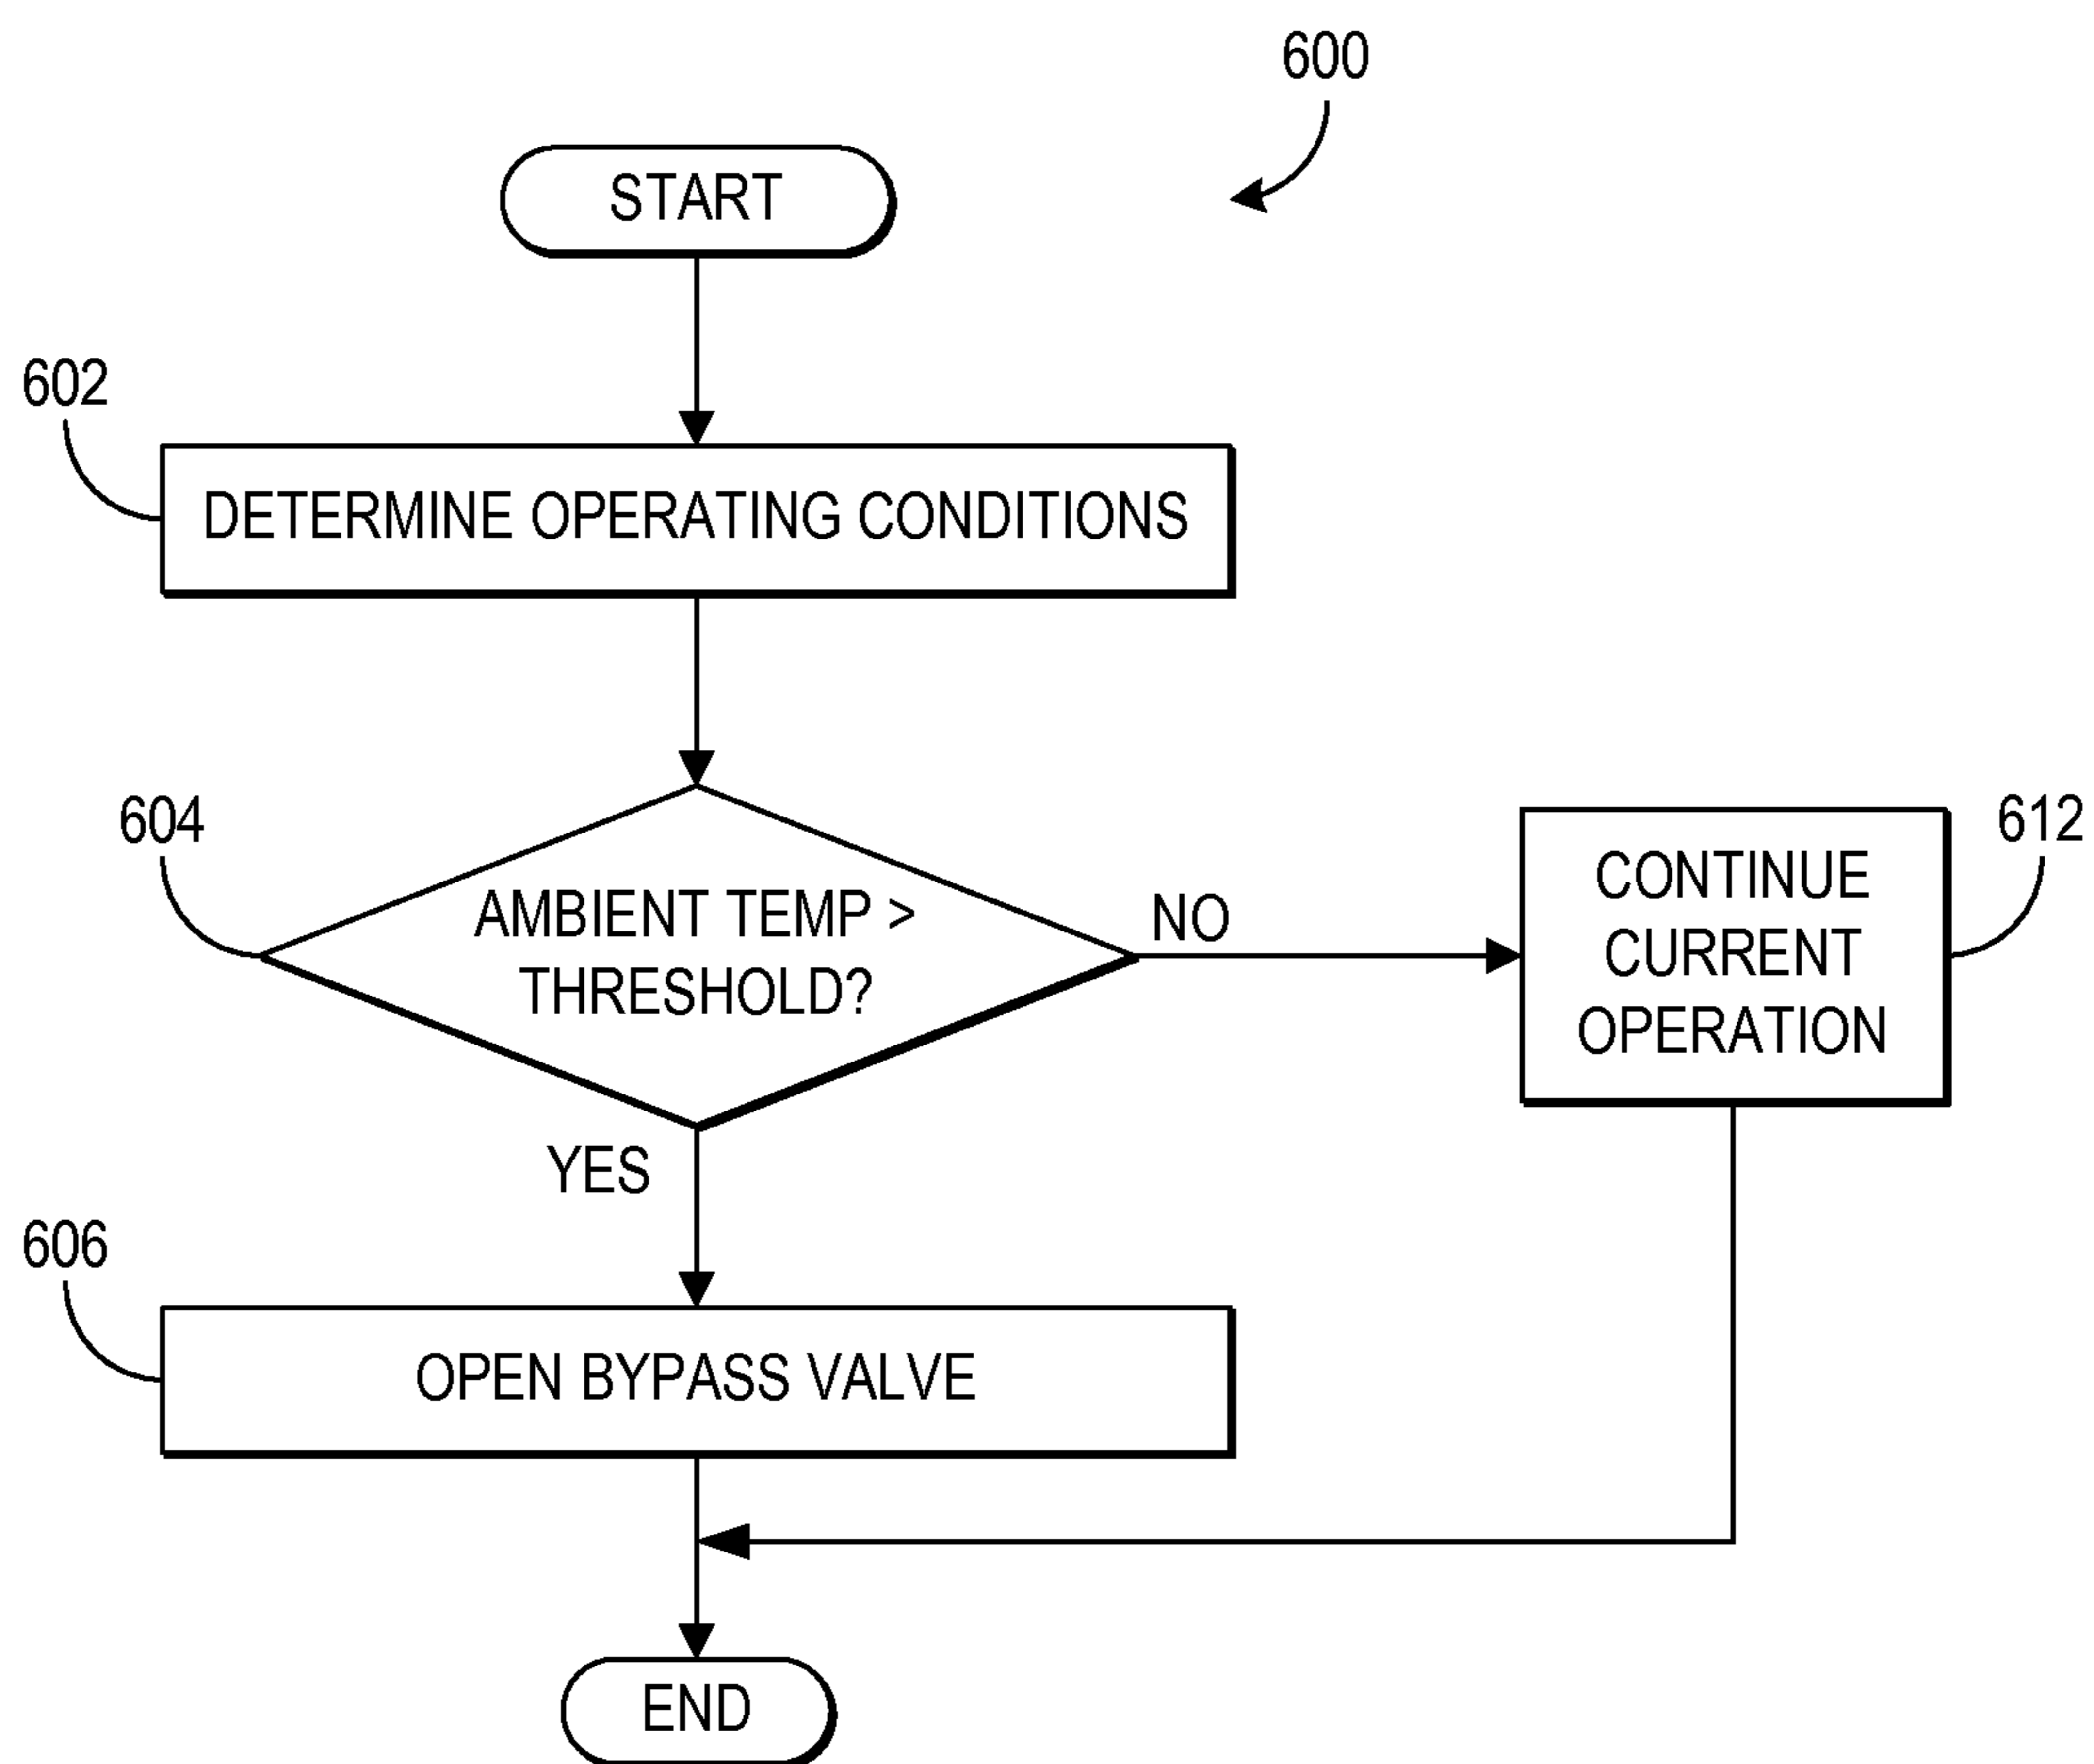 600
START
602
DETERMINE OPERATING CONDITIONS
604
AMBIENT TEMP >
THRESHOLD?
NO
612
CONTINUE
CURRENT
OPERATION
YES
606
OPEN BYPASS VALVE
END